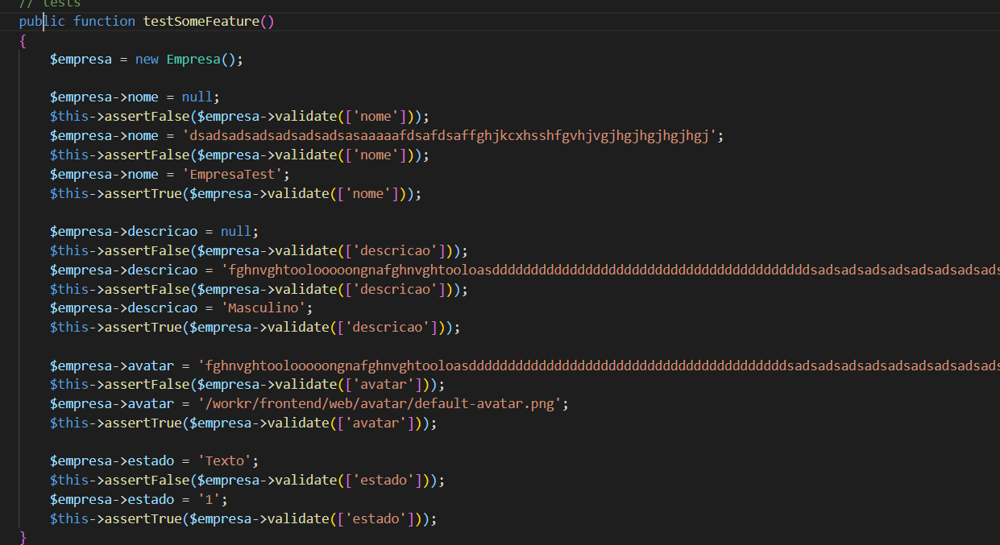 // tests
public function testSomeFeature()
{
$empresa = new Empresa();
$empresa->nome = null;
$this->assertFalse($empresa->validate(['nome']));
$empresa->nome = 'dsadsadsadsadsadsadsasaaaaafdsafdsaffghjkcxhsshfgvhjvgjhgjhgjhgjhgj';
$this->assertFalse($empresa->validate(['nome']));
$empresa->nome = 'EmpresaTest';
$this->assertTrue($empresa->validate(['nome']));
$empresa->descricao = null;
$this->assertFalse($empresa->validate(['descricao']));
$empresa->descricao = 'fghnvghtoolooooongnafghnvghtooloasdddddddddddddddddddddddddddddddddddddddddsadsadsadsadsadsadsadsads
$this->assertFalse($empresa->validate(['descricao']));
$empresa->descricao = 'Masculino';
$this->assertTrue($empresa->validate(['descricao']));
$empresa->avatar = 'fghnvghtoolooooongnafghnvghtooloasdddddddddddddddddddddddddddddddddddddddddsadsadsadsadsadsadsadsadsads
$this->assertFalse($empresa->validate(['avatar']));
$empresa->avatar = '/workr/frontend/web/avatar/default-avatar.png';
$this->assertTrue($empresa->validate(['avatar']));
$empresa->estado = 'Texto';
$this->assertFalse($empresa->validate(['estado']));
$empresa->estado = '1';
$this->assertTrue($empresa->validate(['estado']));
}